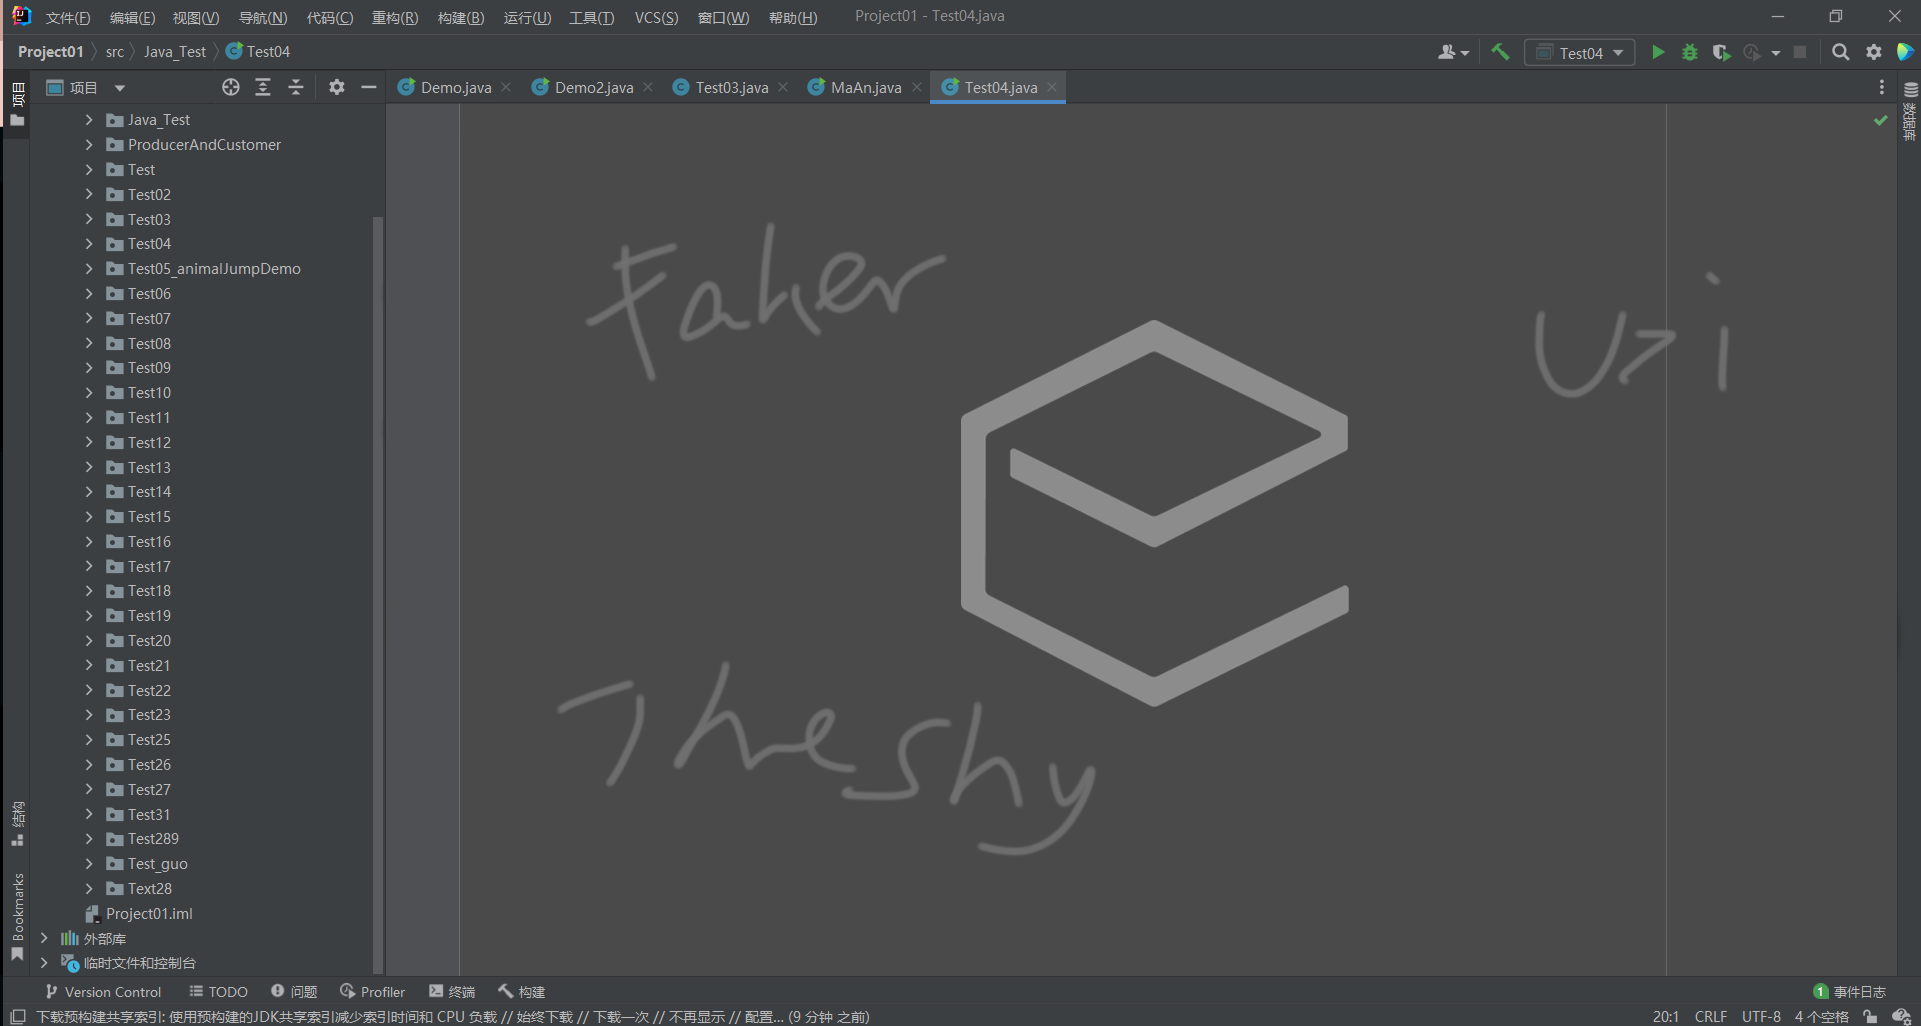 文件(F) 编辑(E) 视图(V) 导航(N) 代码(C) 重构(R) 构建(B) 运行(U) 工具(T) VCS(S) 窗口(W) 帮助(H) Project01 - Test04.java
Project01 src Java_Test Test04 Test04
项目 项目 Demo.java Demo2.java Test03.java MaAn.java Test04.java 数据库
Java_Test
ProducerAndCustomer
Test
Test02
Test03
Test04
Test05_animalJumpDemo
Test06
Test07
Test08
Test09
Test10
Test11
Test12
Test13
Test14
Test15
Test16
Test17
Test18
Test19
Test20
Test21
Test22
Test23
Test25
Test26
Test27
Test31
Test289
Test_guo
Text28
Project01.iml
外部库
临时文件和控制台
Faker
Uzi
Theshy
结构
Bookmarks
Version Control TODO 问题 Profiler 终端 构建 1 事件日志
下载预构建共享索引: 使用预构建的JDK共享索引减少索引时间和 CPU 负载 // 始终下载 // 下载一次 // 不再显示 // 配置... (9 分钟 之前) 20:1 CRLF UTF-8 4 个空格